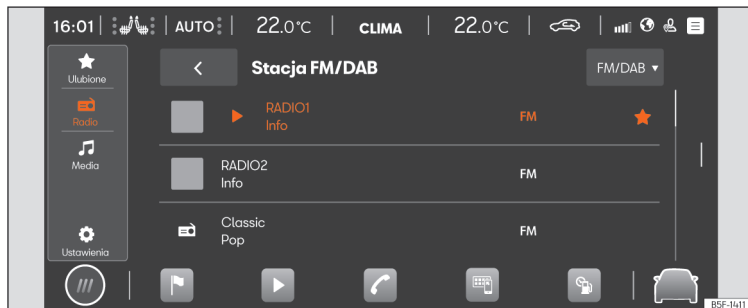 16:01 AUTO 22.0°C CLIMA 22.0°C
Ulubione
Radio
Media
Ustawienia
Stacja FM/DAB FM/DAB
RADIO1
Info
FM
RADIO2
Info
FM
Classic
Pop
FM
B5F-1411